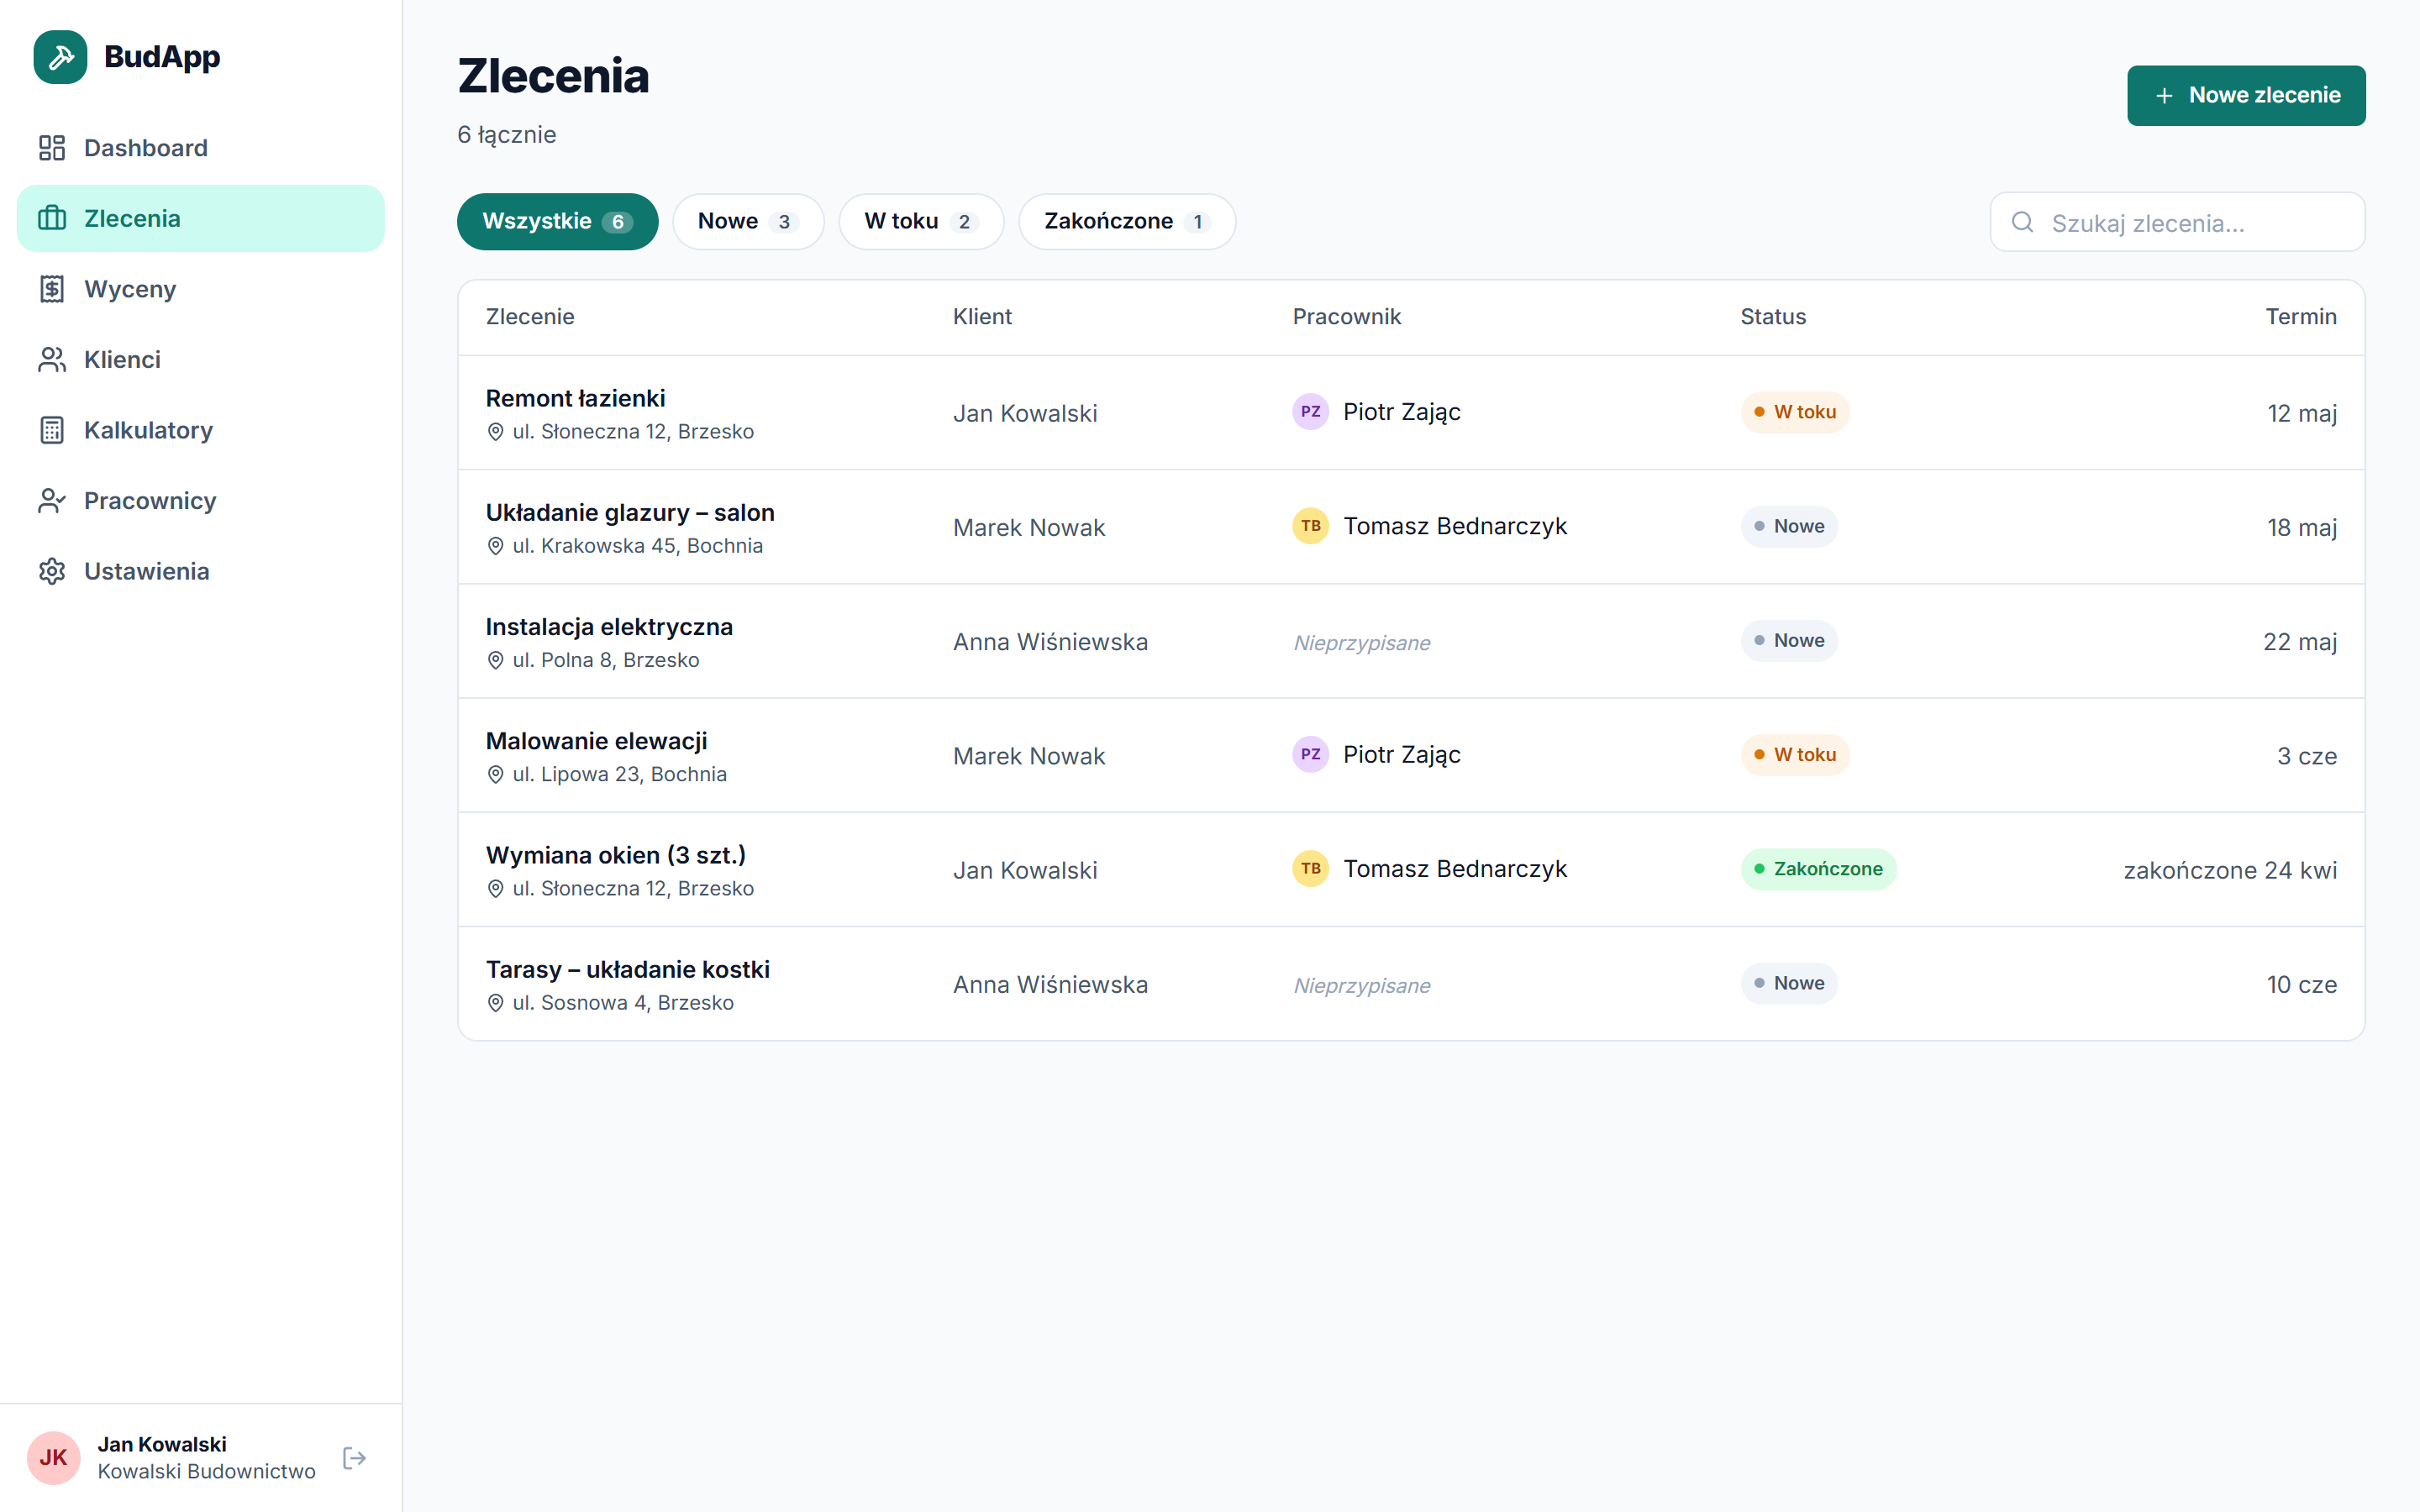 BudApp
Dashboard
Zlecenia
Wyceny
Klienci
Kalkulatory
Pracownicy
Ustawienia
JK
Jan Kowalski
Kowalski Budownictwo
Zlecenia
6 łącznie
+ Nowe zlecenie
Wszystkie 6 Nowe 3 W toku 2 Zakończone 1
Szukaj zlecenia...
Zlecenie Klient Pracownik Status Termin
Remont łazienki
ul. Słoneczna 12, Brzesko
Jan Kowalski PZ Piotr Zając W toku 12 maj
Układanie glazury – salon
ul. Krakowska 45, Bochnia
Marek Nowak TB Tomasz Bednarczyk Nowe 18 maj
Instalacja elektryczna
ul. Polna 8, Brzesko
Anna Wiśniewska Nieprzypisane Nowe 22 maj
Malowanie elewacji
ul. Lipowa 23, Bochnia
Marek Nowak PZ Piotr Zając W toku 3 cze
Wymiana okien (3 szt.)
ul. Słoneczna 12, Brzesko
Jan Kowalski TB Tomasz Bednarczyk Zakończone zakończone 24 kwi
Tarasy – układanie kostki
ul. Sosnowa 4, Brzesko
Anna Wiśniewska Nieprzypisane Nowe 10 cze